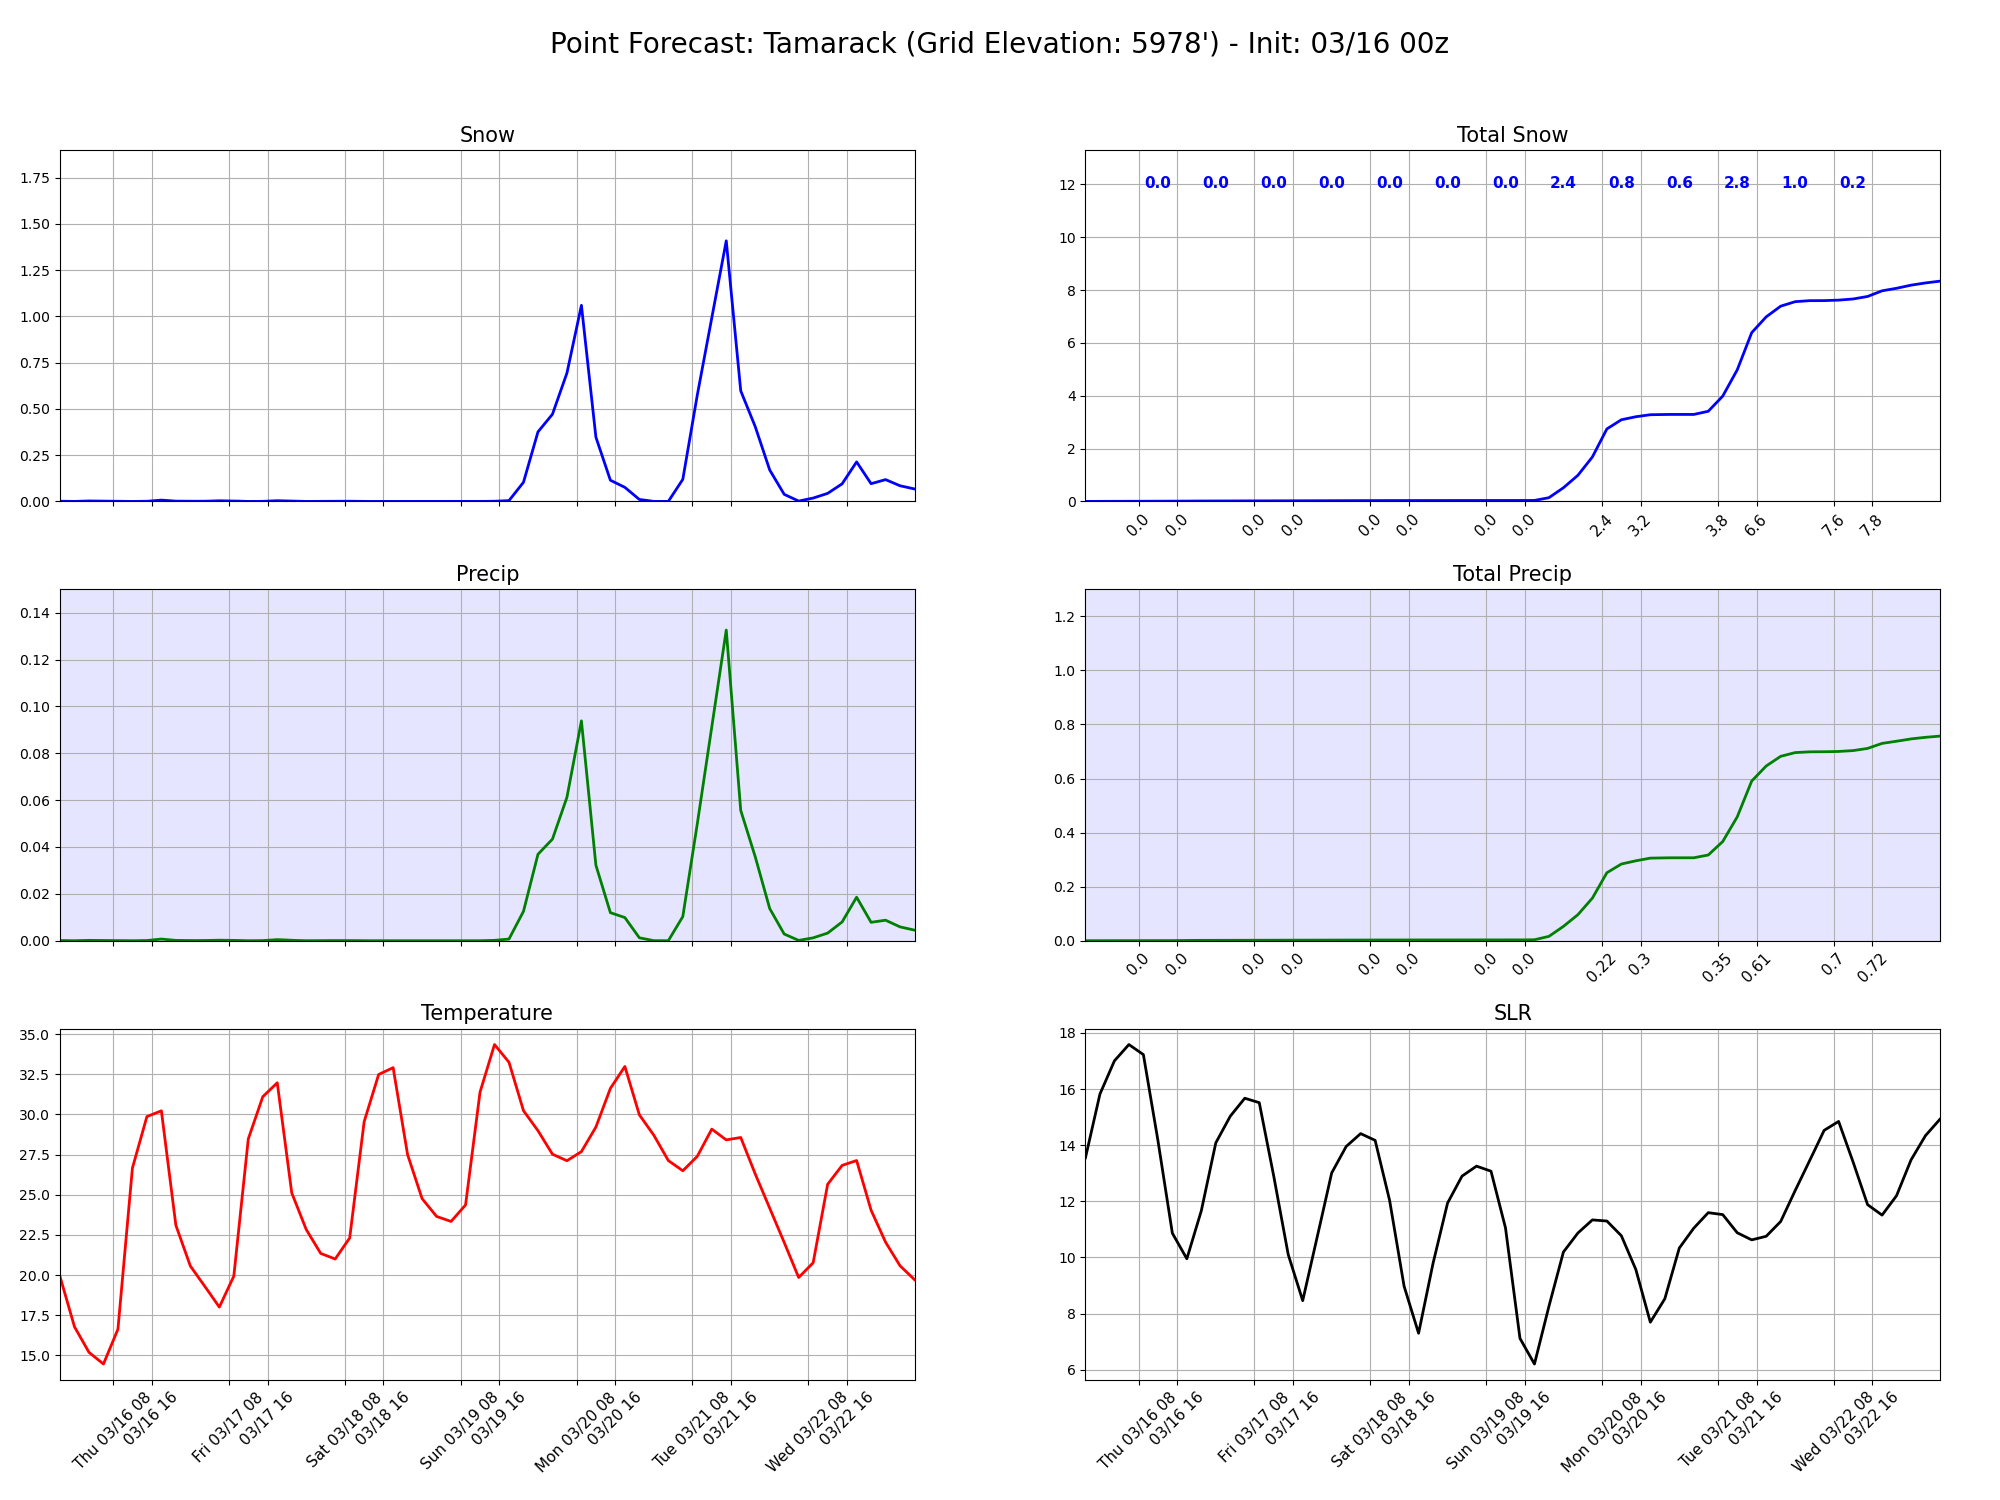 Point Forecast: Tamarack (Grid Elevation: 5978') - Init: 03/16 00z
Snow
1.75
1.50
1.25
1.00
0.75
0.50
0.25
0.00
Total Snow
12
10
8
6
4
2
0
0.0 0.0 0.0 0.0 0.0 0.0 0.0 2.4 0.8 0.6 2.8 1.0 0.2
0.0 0.0 0.0 0.0 0.0 0.0 0.0 0.0 2.4 3.2 3.8 6.6 7.6 7.8
Precip
0.14
0.12
0.10
0.08
0.06
0.04
0.02
0.00
Total Precip
1.2
1.0
0.8
0.6
0.4
0.2
0.0
0.0 0.0 0.0 0.0 0.0 0.0 0.0 0.0 0.22 0.3 0.35 0.61 0.7 0.72
Temperature
35.0
32.5
30.0
27.5
25.0
22.5
20.0
17.5
15.0
Thu 03/16 08
03/16 16
Fri 03/17 08
03/17 16
Sat 03/18 08
03/18 16
Sun 03/19 08
03/19 16
Mon 03/20 08
03/20 16
Tue 03/21 08
03/21 16
Wed 03/22 08
03/22 16
SLR
18
16
14
12
10
8
6
Thu 03/16 08
03/16 16
Fri 03/17 08
03/17 16
Sat 03/18 08
03/18 16
Sun 03/19 08
03/19 16
Mon 03/20 08
03/20 16
Tue 03/21 08
03/21 16
Wed 03/22 08
03/22 16